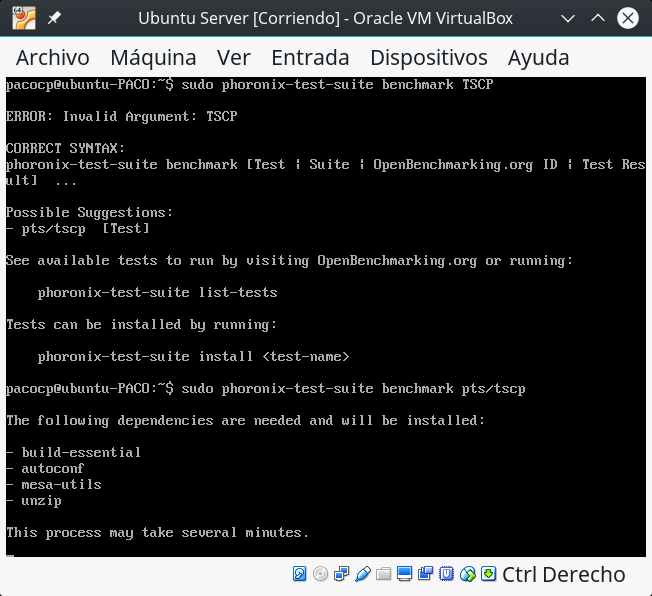 Ubuntu Server [Corriendo] - Oracle VM VirtualBox
Archivo Máquina Ver Entrada Dispositivos Ayuda
pacocp@ubuntu-PACO:~$ sudo phoronix-test-suite benchmark TSCP
ERROR: Invalid Argument: TSCP
CORRECT SYNTAX:
phoronix-test-suite benchmark [Test | Suite | OpenBenchmarking.org ID | Test Res
ult] ...
Possible Suggestions:
- pts/tscp [Test]
See available tests to run by visiting OpenBenchmarking.org or running:
phoronix-test-suite list-tests
Tests can be installed by running:
phoronix-test-suite install <test-name>
pacocp@ubuntu-PACO:~$ sudo phoronix-test-suite benchmark pts/tscp
The following dependencies are needed and will be installed:
- build-essential
- autoconf
- mesa-utils
- unzip
This process may take several minutes.
Ctrl Derecho